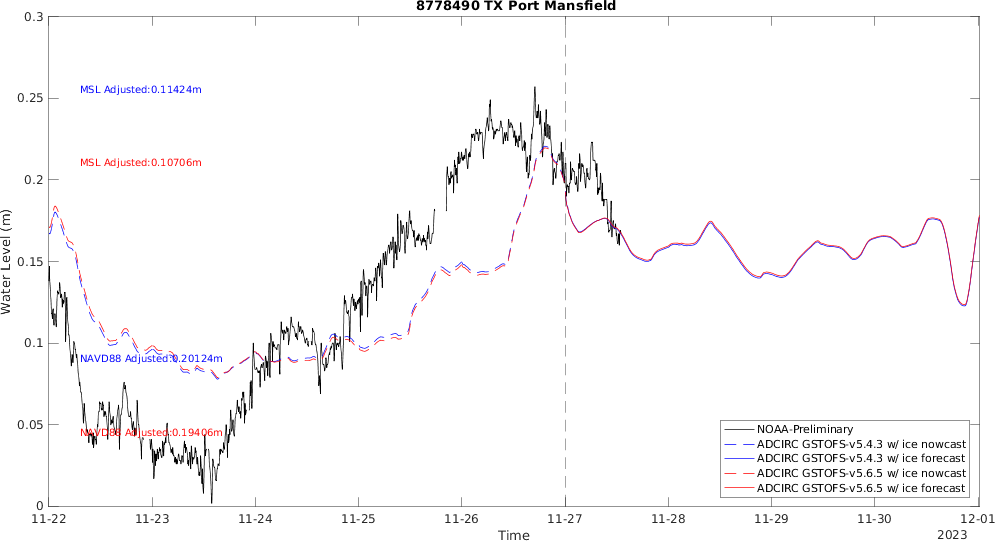 8778490 TX Port Mansfield
0.3
0.25
0.2
0.15
0.1
0.05
0
Water Level (m)
MSL Adjusted:0.11424m
MSL Adjusted:0.10706m
NAVD88 Adjusted:0.20124m
NAVD88 Adjusted:0.19406m
NOAA-Preliminary
ADCIRC GSTOFS-v5.4.3 w/ ice nowcast
ADCIRC GSTOFS-v5.4.3 w/ ice forecast
ADCIRC GSTOFS-v5.6.5 w/ ice nowcast
ADCIRC GSTOFS-v5.6.5 w/ ice forecast
11-22 11-23 11-24 11-25 11-26 11-27 11-28 11-29 11-30 12-01
Time
2023